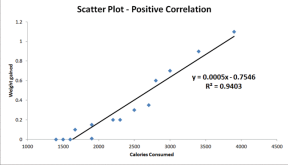 Scatter Plot - Positive Correlation
1.2
1
0.8
0.6
0.4
0.2
0
Weight gained
y = 0.0005x - 0.7546
R² = 0.9403
1000 1500 2000 2500 3000 3500 4000 4500
Calories Consumed